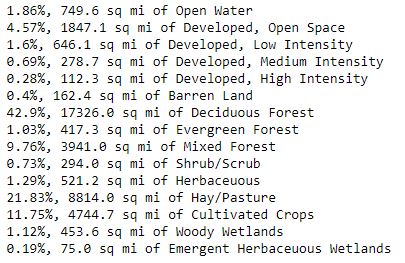 1.86%, 749.6 sq mi of Open Water
4.57%, 1847.1 sq mi of Developed, Open Space
1.6%, 646.1 sq mi of Developed, Low Intensity
0.69%, 278.7 sq mi of Developed, Medium Intensity
0.28%, 112.3 sq mi of Developed, High Intensity
0.4%, 162.4 sq mi of Barren Land
42.9%, 17326.0 sq mi of Deciduous Forest
1.03%, 417.3 sq mi of Evergreen Forest
9.76%, 3941.0 sq mi of Mixed Forest
0.73%, 294.0 sq mi of Shrub/Scrub
1.29%, 521.2 sq mi of Herbaceuous
21.83%, 8814.0 sq mi of Hay/Pasture
11.75%, 4744.7 sq mi of Cultivated Crops
1.12%, 453.6 sq mi of Woody Wetlands
0.19%, 75.0 sq mi of Emergent Herbaceuous Wetlands